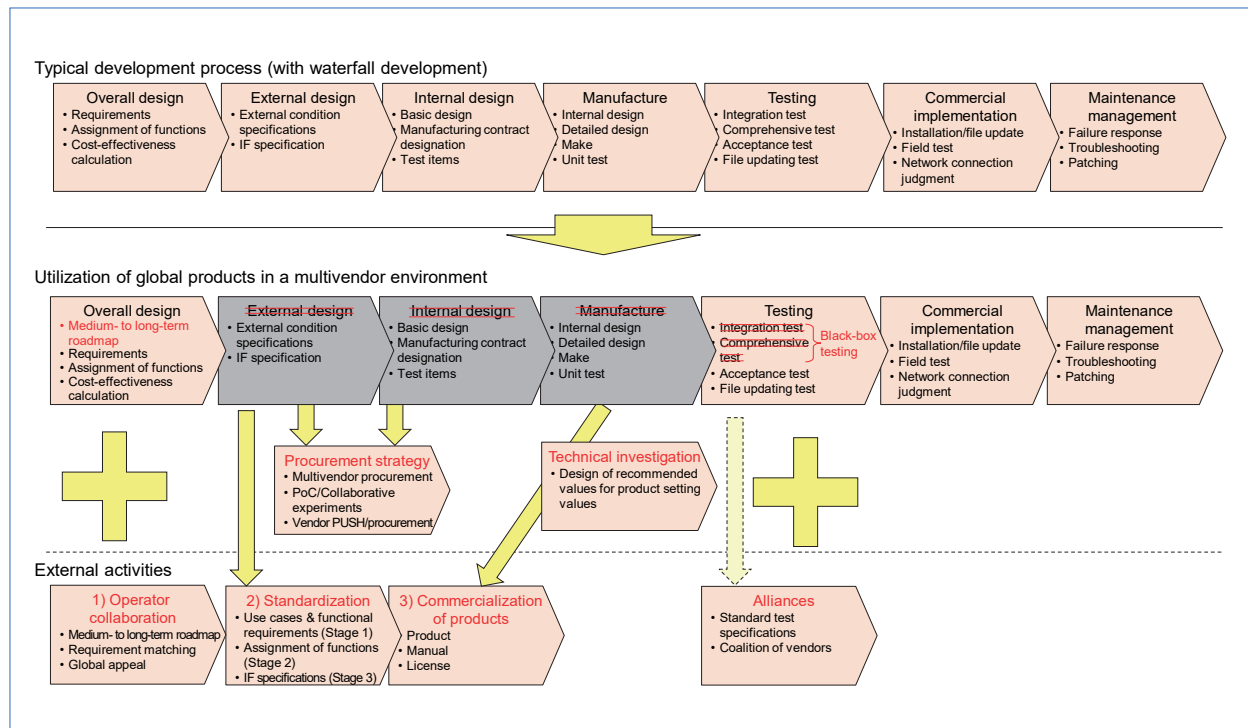 Typical development process (with waterfall development)
Overall design
• Requirements
• Assignment of functions
• Cost-effectiveness
calculation
External design
• External condition
specifications
• IF specification
Internal design
• Basic design
• Manufacturing contract
designation
• Test items
Manufacture
• Internal design
• Detailed design
• Make
• Unit test
Testing
• Integration test
• Comprehensive test
• Acceptance test
• File updating test
Commercial
implementation
• Installation/file update
• Field test
• Network connection
judgment
Maintenance
management
• Failure response
• Troubleshooting
• Patching
Utilization of global products in a multivendor environment
Overall design
• Medium- to long-term
roadmap
• Requirements
• Assignment of functions
• Cost-effectiveness
calculation
External design
• External condition
specifications
• IF specification
Internal design
• Basic design
• Manufacturing contract
designation
• Test items
Manufacture
• Internal design
• Detailed design
• Make
• Unit test
Testing
• Integration test
• Comprehensive
test
• Acceptance test
• File updating test
Black-box
testing
Commercial
implementation
• Installation/file update
• Field test
• Network connection
judgment
Maintenance
management
• Failure response
• Troubleshooting
• Patching
Procurement strategy
• Multivendor procurement
• PoC/Collaborative
experiments
• Vendor PUSH/procurement
Technical investigation
• Design of recommended
values for product setting
values
External activities
1) Operator
collaboration
• Medium- to long-term roadmap
• Requirement matching
• Global appeal
2) Standardization
• Use cases & functional
requirements (Stage 1)
• Assignment of functions
(Stage 2)
• IF specifications (Stage 3)
3) Commercialization
of products
• Product
• Manual
• License
Alliances
• Standard test
specifications
• Coalition of vendors